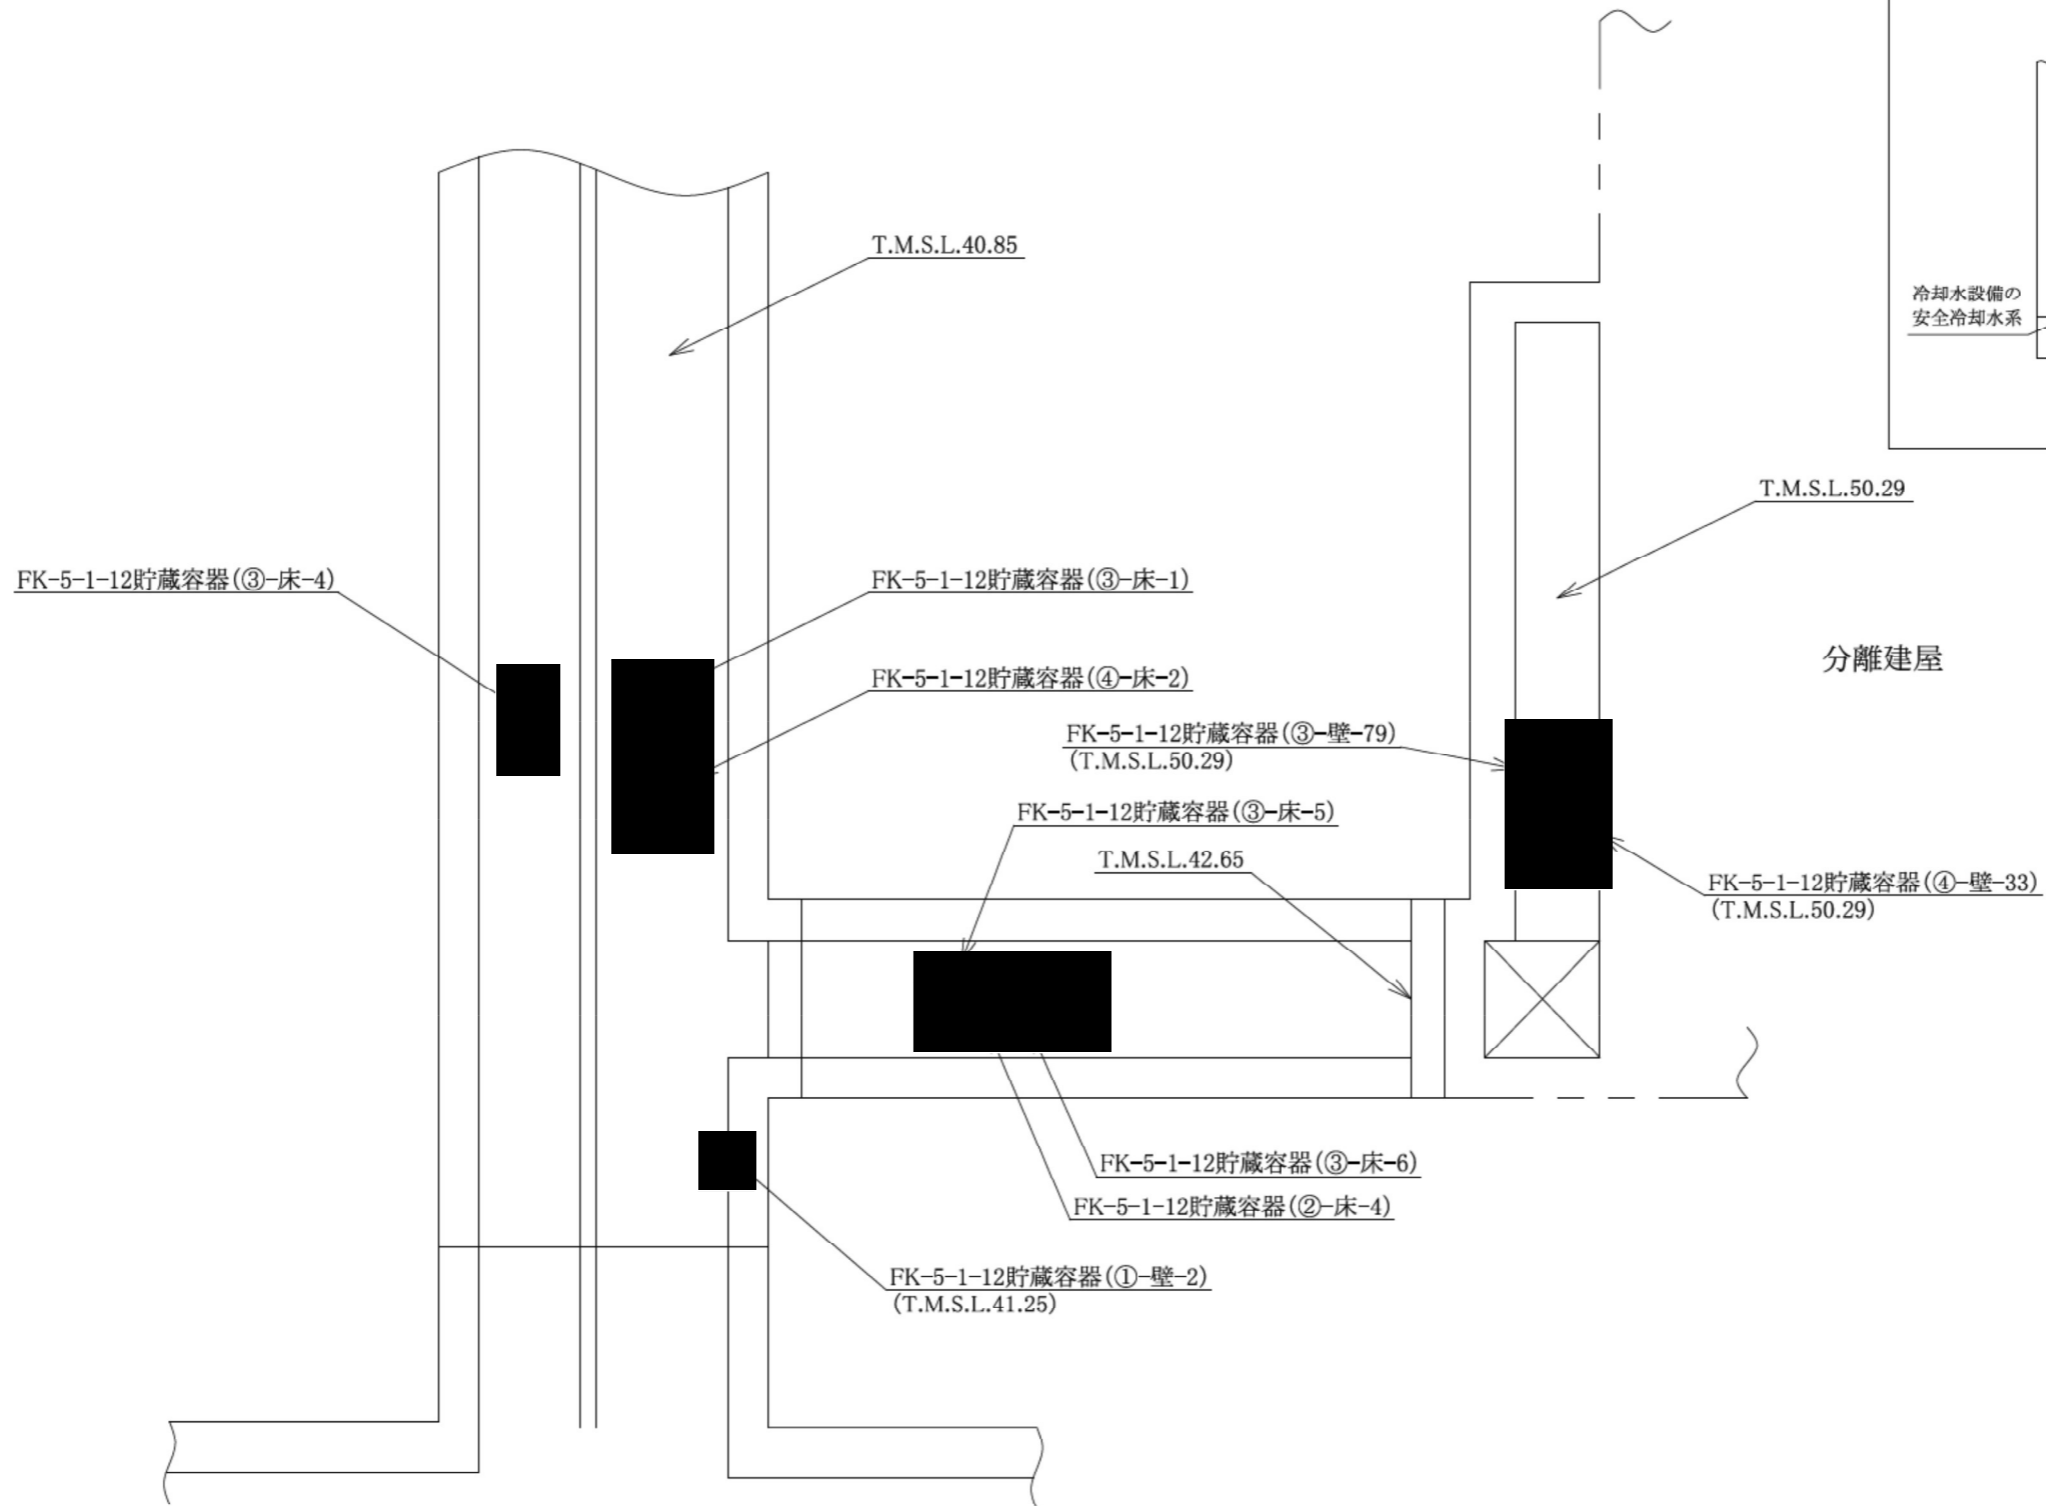 T.M.S.L.40.85
冷却水設備の
安全冷却水系
T.M.S.L.50.29
FK-5-1-12貯蔵容器(③-床-4)
FK-5-1-12貯蔵容器(③-床-1)
分離建屋
FK-5-1-12貯蔵容器(④-床-2)
FK-5-1-12貯蔵容器(③-壁-79)
(T.M.S.L.50.29)
FK-5-1-12貯蔵容器(③-床-5)
T.M.S.L.42.65
FK-5-1-12貯蔵容器(④-壁-33)
(T.M.S.L.50.29)
FK-5-1-12貯蔵容器(③-床-6)
FK-5-1-12貯蔵容器(②-床-4)
FK-5-1-12貯蔵容器(①-壁-2)
(T.M.S.L.41.25)